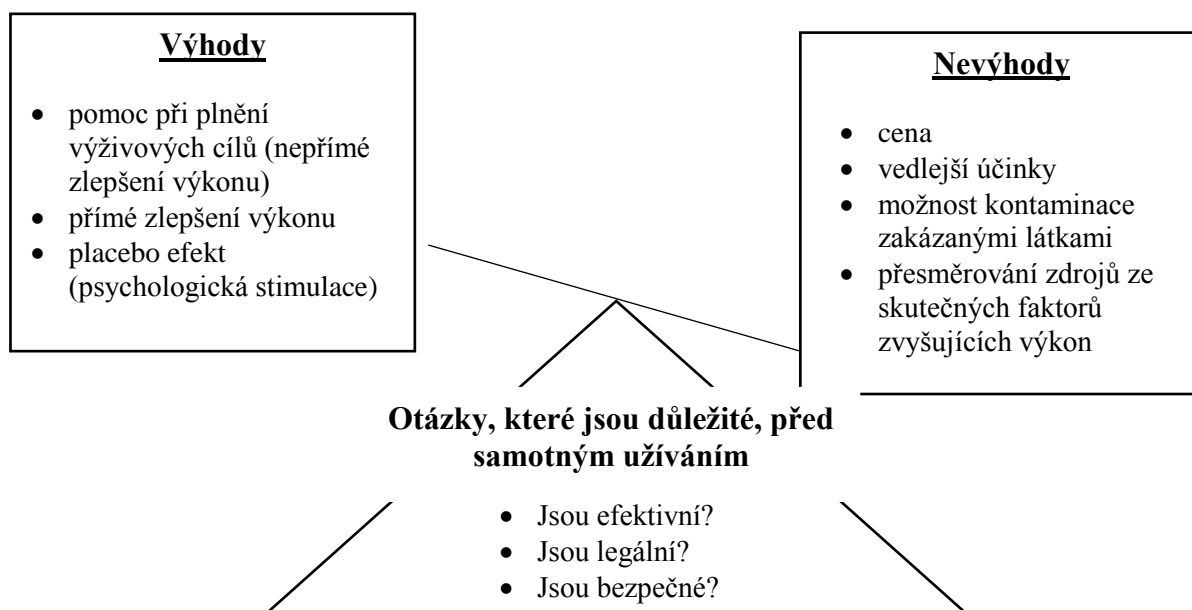 Výhody
• pomoc při plnění
výživových cílů (nepřímé
zlepšení výkonu)
• přímé zlepšení výkonu
• placebo efekt
(psychologická stimulace)
Nevýhody
• cena
• vedlejší účinky
• možnost kontaminace
zakázanými látkami
• přesměrování zdrojů ze
skutečných faktorů
zvyšujících výkon
Otázky, které jsou důležité, před
samotným užíváním
• Jsou efektivní?
• Jsou legální?
• Jsou bezpečné?